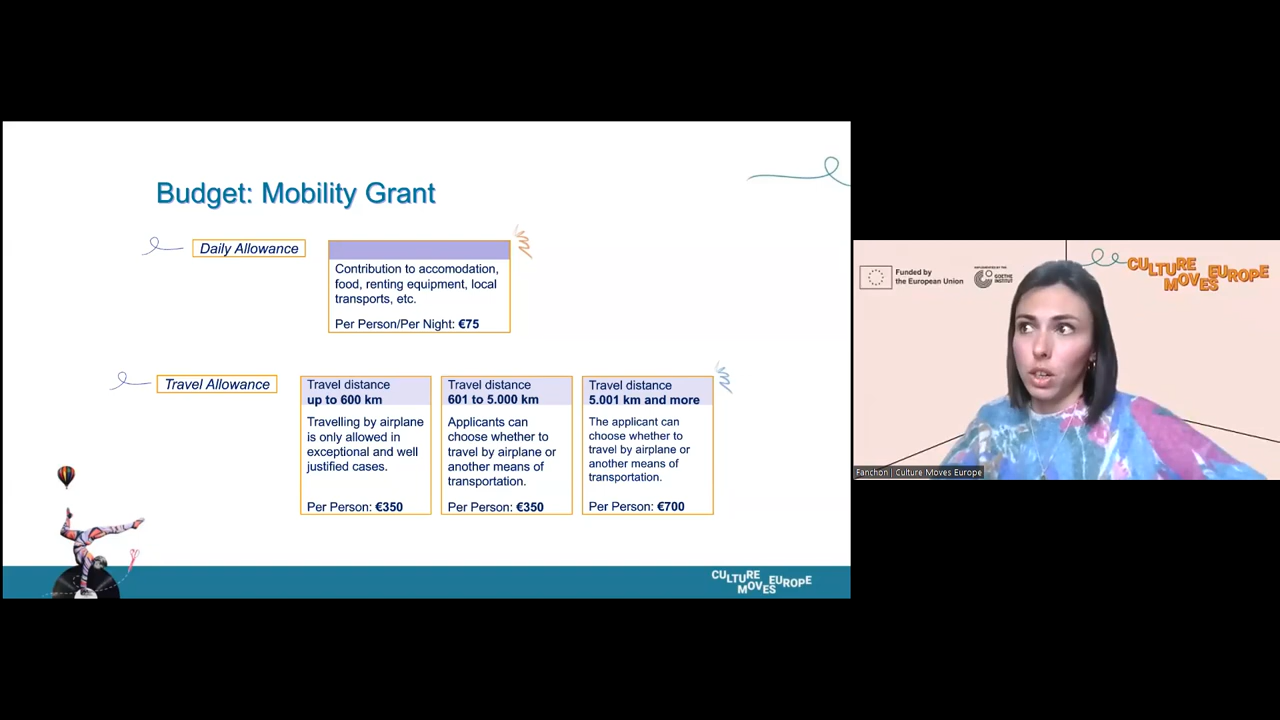 Budget: Mobility Grant
Daily Allowance
Contribution to accomodation,
food, renting equipment, local
transports, etc.
Per Person/Per Night: €75
Travel Allowance
Travel distance
up to 600 km
Travelling by airplane
is only allowed in
exceptional and well
justified cases.
Per Person: €350
Travel distance
601 to 5.000 km
Applicants can
choose whether to
travel by airplane or
another means of
transportation.
Per Person: €350
Travel distance
5.001 km and more
The applicant can
choose whether to
travel by airplane or
another means of
transportation.
Per Person: €700
CULTURE
MOVES EUROPE
Funded by
the European Union
IMPLEMENTED BY THE
GOETHE
INSTITUT
CULTURE
MOVES EUROPE
Fanchon | Culture Moves Europe